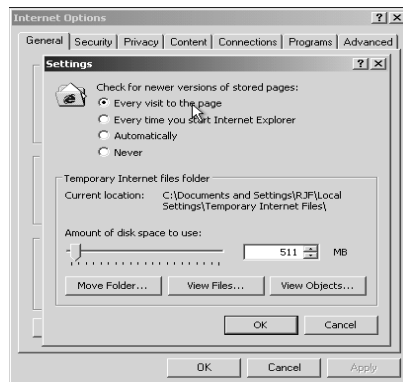 Internet Options
General Security Privacy Content Connections Programs Advanced
Settings
Check for newer versions of stored pages:
Every visit to the page
Every time you start Internet Explorer
Automatically
Never
Temporary Internet files folder
Current location: C:\Documents and Settings\RJF\Local
Settings\Temporary Internet Files\
Amount of disk space to use:
511 MB
Move Folder... View Files... View Objects...
OK Cancel
OK Cancel Apply